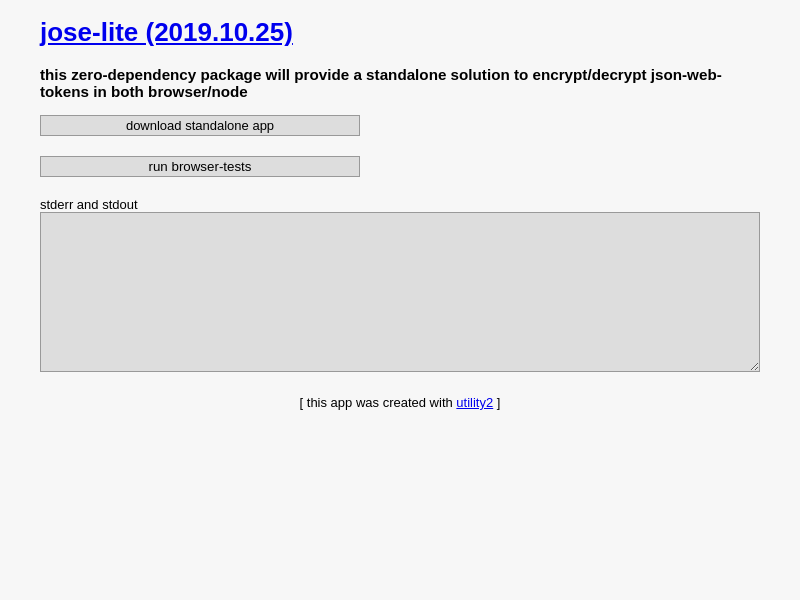 jose-lite (2019.10.25)
this zero-dependency package will provide a standalone solution to encrypt/decrypt json-web-
tokens in both browser/node
download standalone app
run browser-tests
stderr and stdout
[ this app was created with utility2 ]